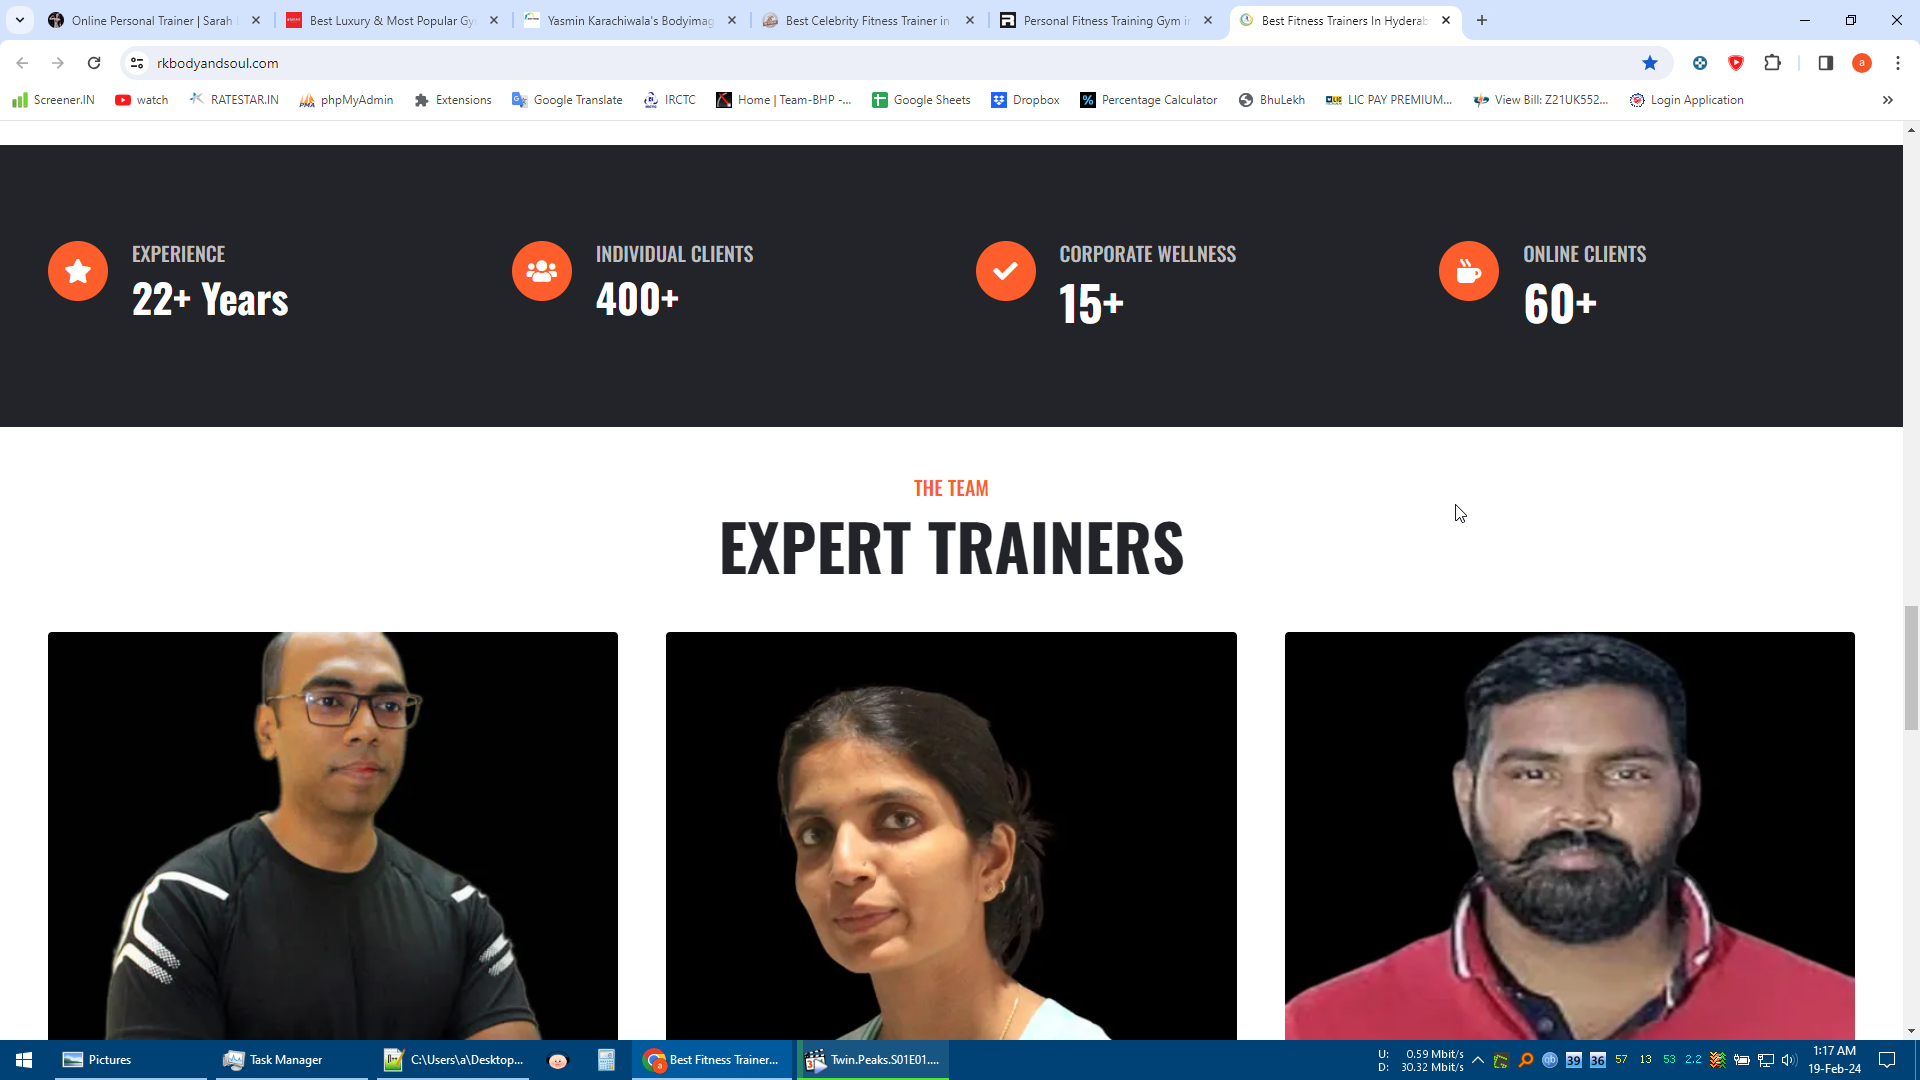 Online Personal Trainer | Sarah
Best Luxury & Most Popular Gy
Yasmin Karachiwala's Bodyimag
Best Celebrity Fitness Trainer in
Personal Fitness Training Gym in
Best Fitness Trainers In Hyderab
rkbodyandsoul.com
a
Screener.IN
watch
RATESTAR.IN
phpMyAdmin
Extensions
Google Translate
IRCTC
Home | Team-BHP -...
Google Sheets
Dropbox
Percentage Calculator
BhuLekh
LIC PAY PREMIUM...
View Bill: Z21UK552...
Login Application
EXPERIENCE
22+ Years
INDIVIDUAL CLIENTS
400+
CORPORATE WELLNESS
15+
ONLINE CLIENTS
60+
THE TEAM
EXPERT TRAINERS
Pictures
Task Manager
C:\Users\a\Desktop...
Best Fitness Trainer...
Twin.Peaks.S01E01....
U: 0.59 Mbit/s
D: 30.32 Mbit/s
39
36
57
13
53
2.2
1:17 AM
19-Feb-24